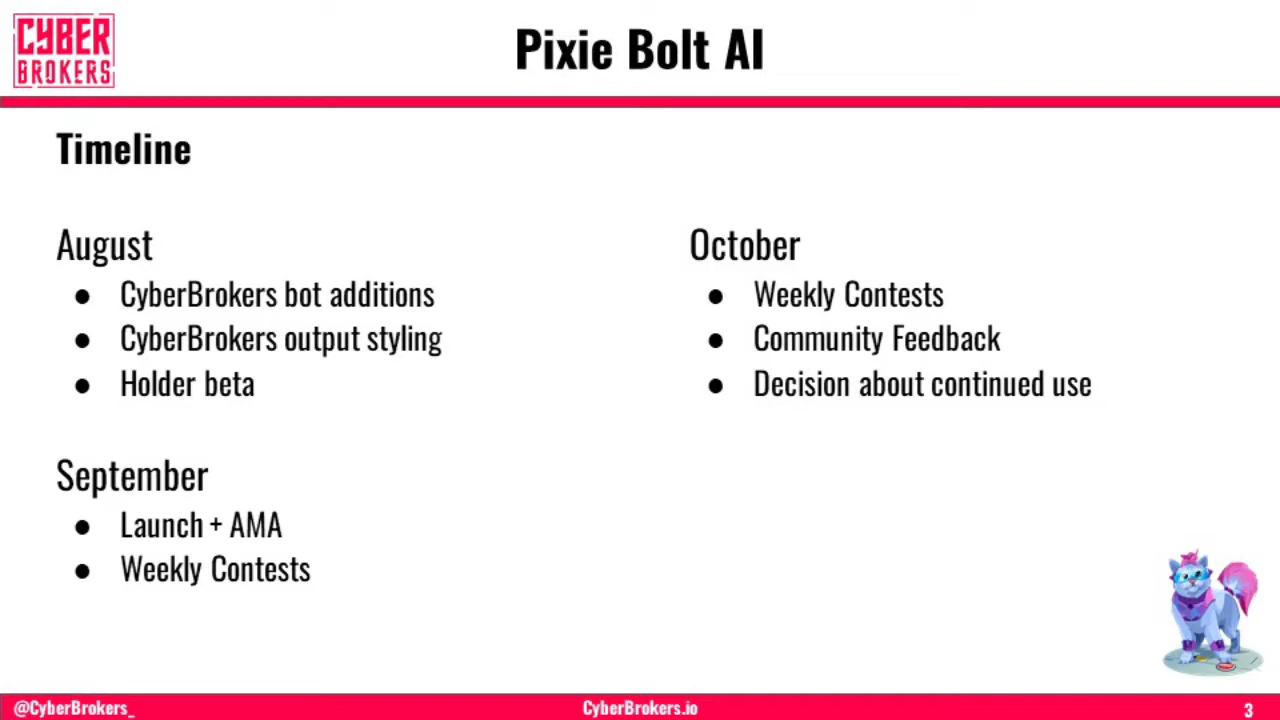 CYBER
BROKERS
Pixie Bolt AI
Timeline
August
● CyberBrokers bot additions
● CyberBrokers output styling
● Holder beta
September
● Launch + AMA
● Weekly Contests
October
● Weekly Contests
● Community Feedback
● Decision about continued use
@CyberBrokers_
CyberBrokers.io
3